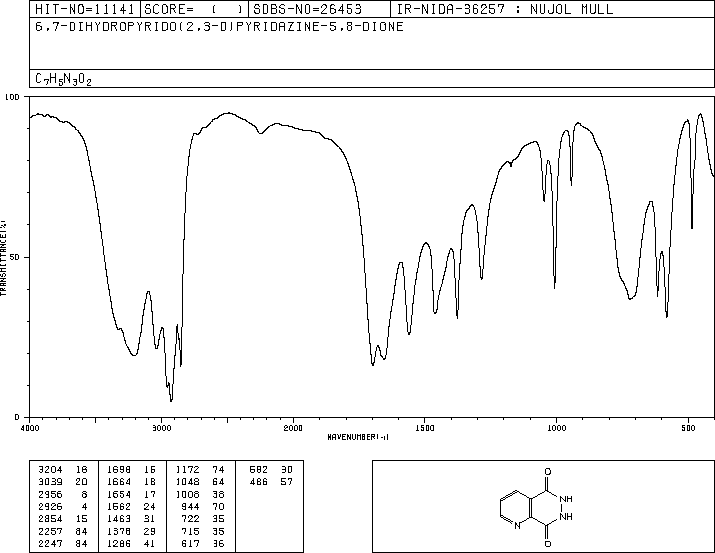 HIT-NO=11141 SCORE= ( ) SDBS-NO=26453 IR-NIDA-36257 : NUJOL MULL
6,7-DIHYDROPYRIDO(2,3-D)PYRIDAZINE-5,8-DIONE
C7H5N3O2
100
50
0
TRANSMITTANCE(%)
4000 3000 2000 1500 1000 500
WAVENUMBER(-1)
3204 18 1698 15 1172 74 582 30
3039 20 1664 18 1048 64 486 57
2956 8 1654 17 1008 38
2926 4 1562 24 944 70
2854 15 1463 31 722 35
2257 84 1378 29 715 35
2247 84 1286 41 617 36
O
NH
NH
N
O